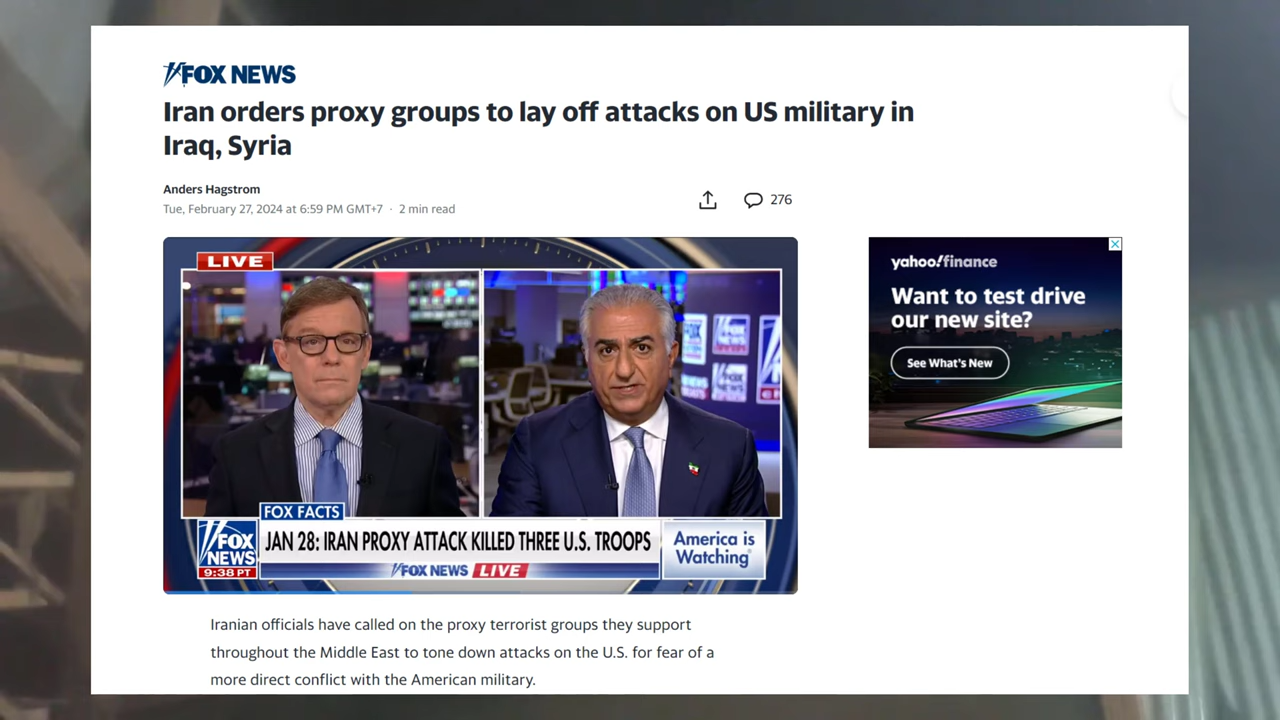 FOX NEWS
Iran orders proxy groups to lay off attacks on US military in
Iraq, Syria
Anders Hagstrom
Tue, February 27, 2024 at 6:59 PM GMT+7 · 2 min read
276
LIVE
FOX FACTS
FOX
NEWS
9:38 PT
JAN 28: IRAN PROXY ATTACK KILLED THREE U.S. TROOPS
FOX NEWS LIVE
America is
Watching
yahoo!finance
Want to test drive
our new site?
See What's New
Iranian officials have called on the proxy terrorist groups they support
throughout the Middle East to tone down attacks on the U.S. for fear of a
more direct conflict with the American military.